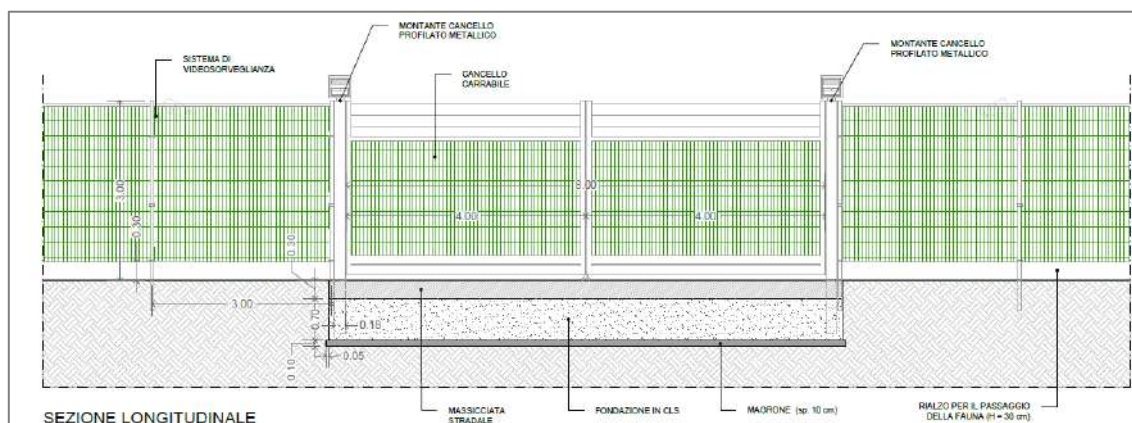 MONTANTE CANCELLO
PROFILATO METALLICO
MONTANTE CANCELLO
PROFILATO METALLICO
SISTEMA DI
VIDEOSORVEGLIANZA
CANCELLO
CARRABILE
3.00
8.00
4.00
4.00
0.30
0.30
3.00
0.70
0.18
0.10
0.05
SEZIONE LONGITUDINALE
MASSICCIATA
STRADALE
FONDAZIONE IN CLS
MAGRONE (sp. 10 cm)
RIALZO PER IL PASSAGGIO
DELLA FAUNA (H = 30 cm)